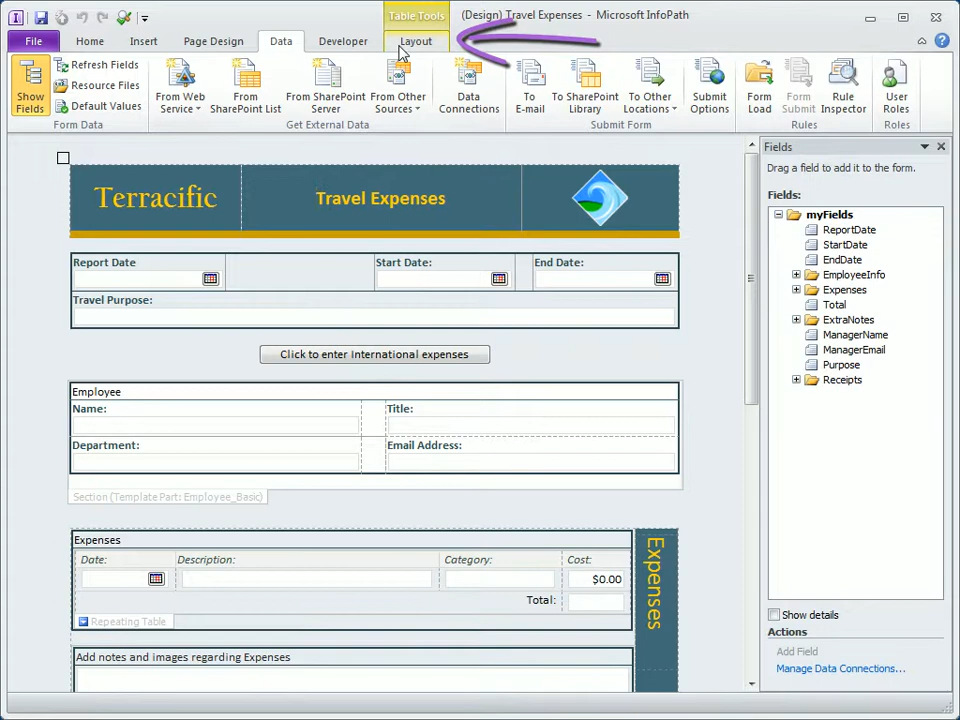 Table Tools
(Design) Travel Expenses - Microsoft InfoPath
File Home Insert Page Design Data Developer Layout
Show Fields
Refresh Fields
Resource Files
Default Values
Form Data
From Web Service
From SharePoint List
From SharePoint Server
From Other Sources
Data Connections
Get External Data
To E-mail
To SharePoint Library
To Other Locations
Submit Options
Submit Form
Form Load
Form Submit
Rule Inspector
Rules
User Roles
Roles
Terracific
Travel Expenses
Report Date
Start Date:
End Date:
Travel Purpose:
Click to enter International expenses
Employee
Name:
Title:
Department:
Email Address:
Section (Template Part: Employee_Basic)
Expenses
Date:
Description:
Category:
Cost:
$0.00
Total:
Repeating Table
Expenses
Add notes and images regarding Expenses
Fields
Drag a field to add it to the form.
Fields:
myFields
ReportDate
StartDate
EndDate
EmployeeInfo
Expenses
Total
ExtraNotes
ManagerName
ManagerEmail
Purpose
Receipts
Show details
Actions
Add Field
Manage Data Connections...